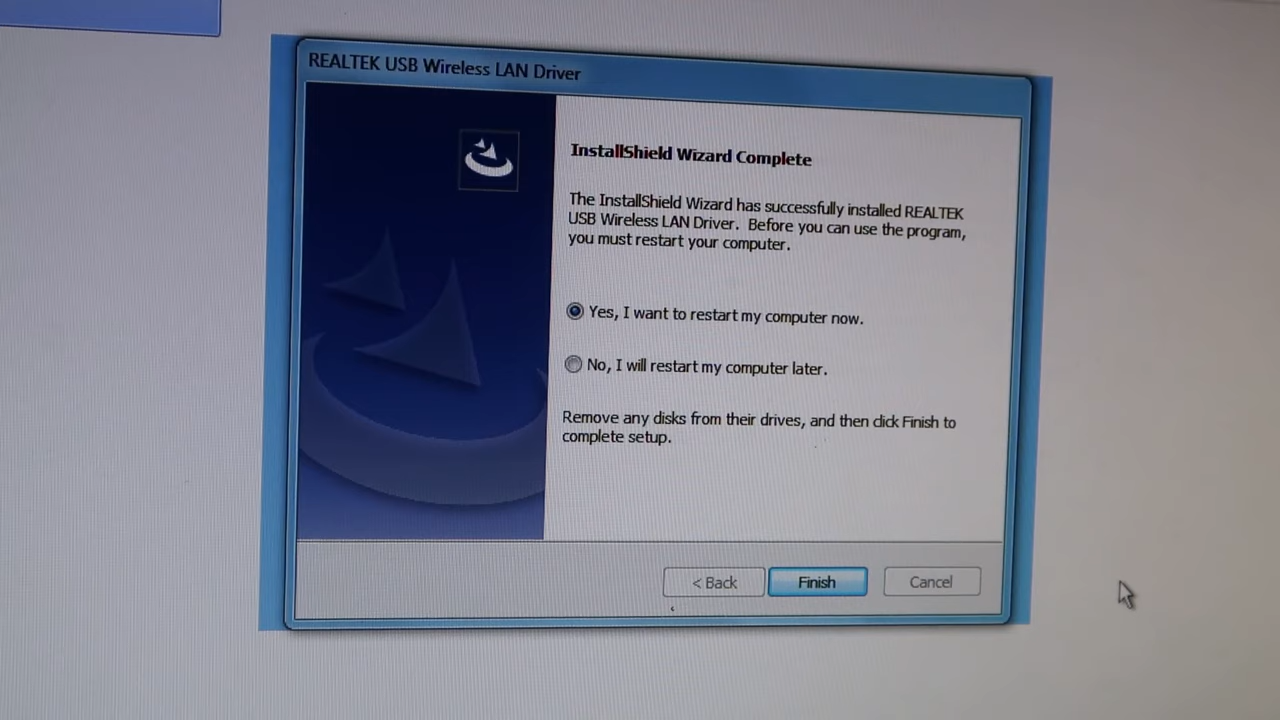 REALTEK USB Wireless LAN Driver
InstallShield Wizard Complete
The InstallShield Wizard has successfully installed REALTEK
USB Wireless LAN Driver. Before you can use the program,
you must restart your computer.
Yes, I want to restart my computer now.
No, I will restart my computer later.
Remove any disks from their drives, and then click Finish to
complete setup.
< Back
Finish
Cancel